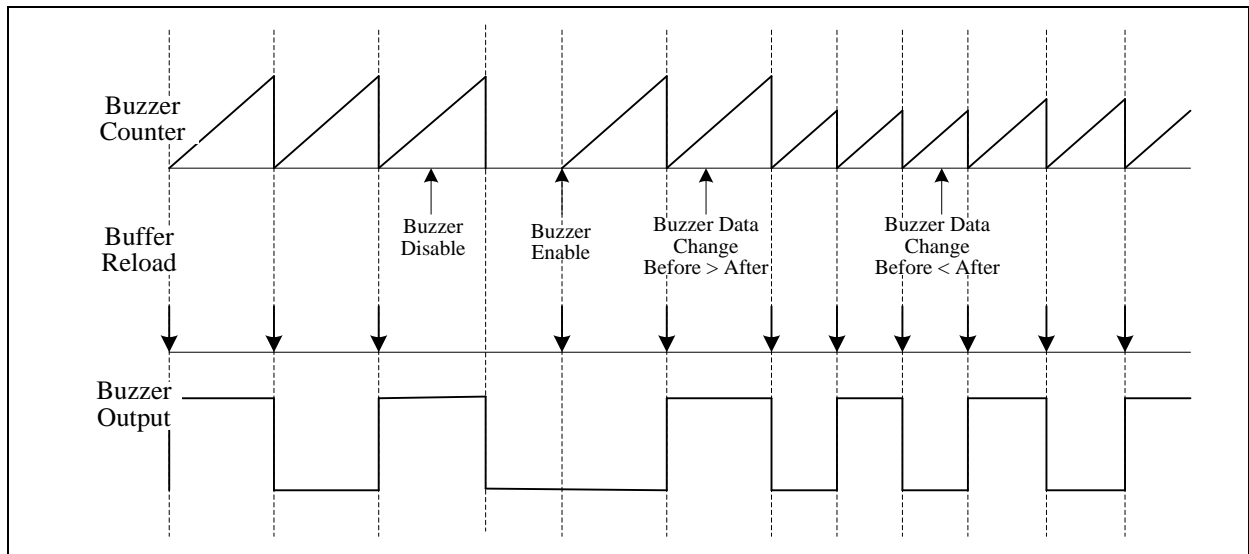 Buzzer
Counter
Buzzer
Disable
Buzzer
Enable
Buzzer Data
Change
Before > After
Buzzer Data
Change
Before < After
Buffer
Reload
Buzzer
Output